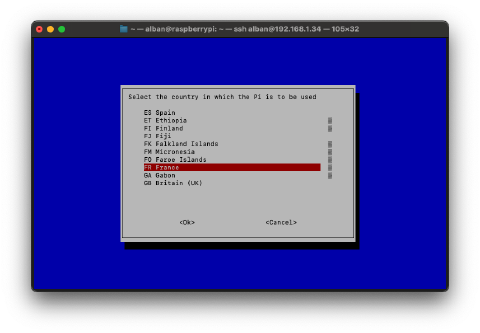 ~ — alban@raspberrypi: ~ — ssh alban@192.168.1.34 — 105×32
Select the country in which the Pi is to be used
ES Spain
ET Ethiopia
FI Finland
FJ Fiji
FK Falkland Islands
FM Micronesia
FO Faroe Islands
FR France
GA Gabon
GB Britain (UK)
<Ok> <Cancel>